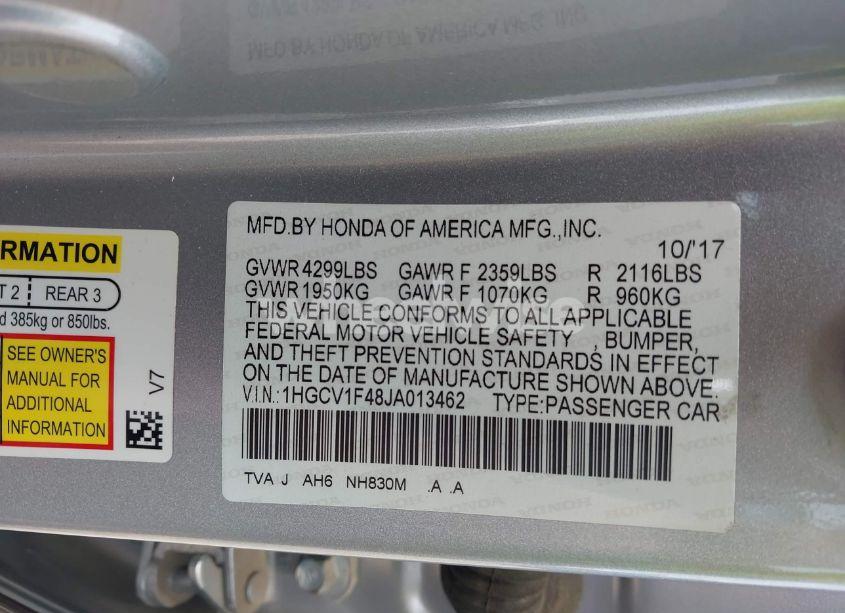 MFD.BY HONDA OF AMERICA MFG.,INC.
10/'17
GVWR 4299LBS GAWR F 2359LBS R 2116LBS
GVWR 1950KG GAWR F 1070KG R 960KG
THIS VEHICLE CONFORMS TO ALL APPLICABLE
FEDERAL MOTOR VEHICLE SAFETY , BUMPER,
AND THEFT PREVENTION STANDARDS IN EFFECT
ON THE DATE OF MANUFACTURE SHOWN ABOVE.
V.I.N.:1HGCV1F48JA013462 TYPE:PASSENGER CAR
TVA J AH6 NH830M .A .A
RMATION
T 2 REAR 3
d 385kg or 850lbs.
SEE OWNER'S
MANUAL FOR
ADDITIONAL
INFORMATION
V7